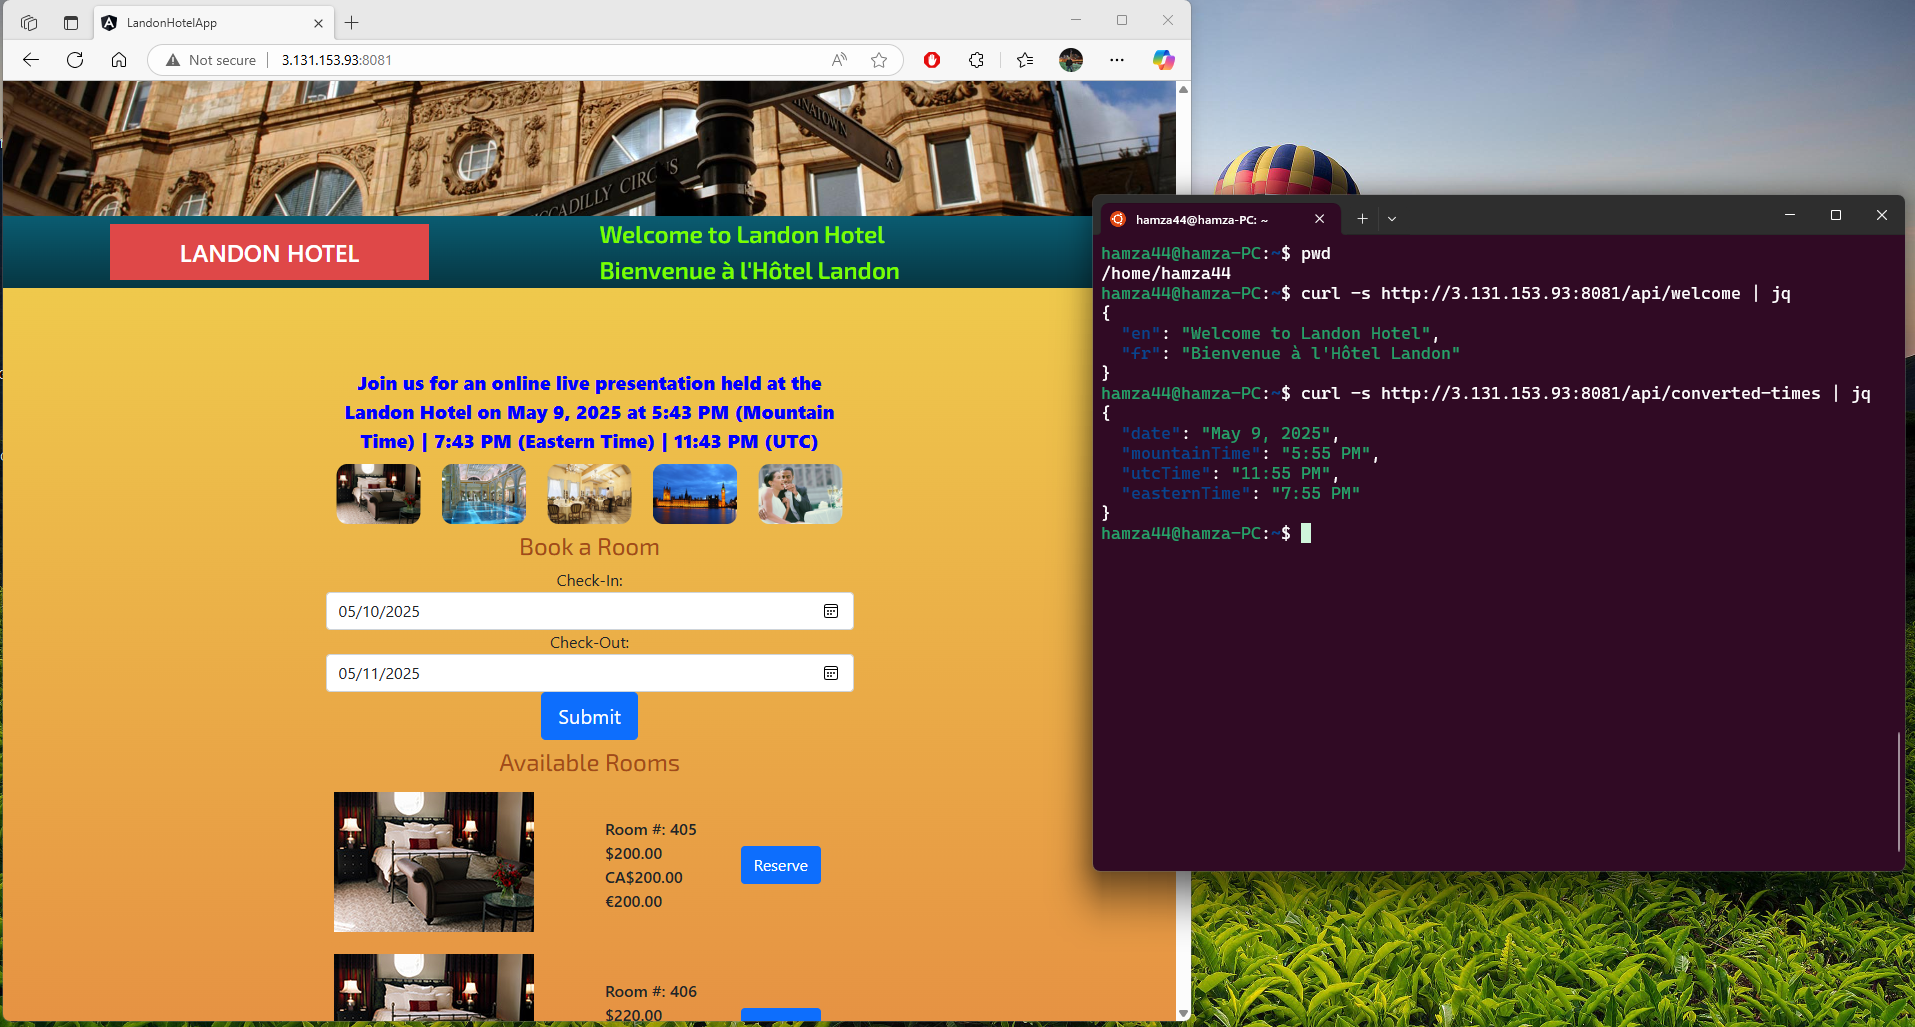 LandonHotelApp
Not secure
3.131.153.93:8081
CHINATOWN
PICCADILLY CIRCUS
LANDON HOTEL
Welcome to Landon Hotel
Bienvenue à l'Hôtel Landon
Join us for an online live presentation held at the
Landon Hotel on May 9, 2025 at 5:43 PM (Mountain
Time) | 7:43 PM (Eastern Time) | 11:43 PM (UTC)
Book a Room
Check-In:
05/10/2025
Check-Out:
05/11/2025
Submit
Available Rooms
Room #: 405
$200.00
CA$200.00
€200.00
Reserve
Room #: 406
$220.00
hamza44@hamza-PC: ~
hamza44@hamza-PC:~$ pwd
/home/hamza44
hamza44@hamza-PC:~$ curl -s http://3.131.153.93:8081/api/welcome | jq
{
"en": "Welcome to Landon Hotel",
"fr": "Bienvenue à l'Hôtel Landon"
}
hamza44@hamza-PC:~$ curl -s http://3.131.153.93:8081/api/converted-times | jq
{
"date": "May 9, 2025",
"mountainTime": "5:55 PM",
"utcTime": "11:55 PM",
"easternTime": "7:55 PM"
}
hamza44@hamza-PC:~$